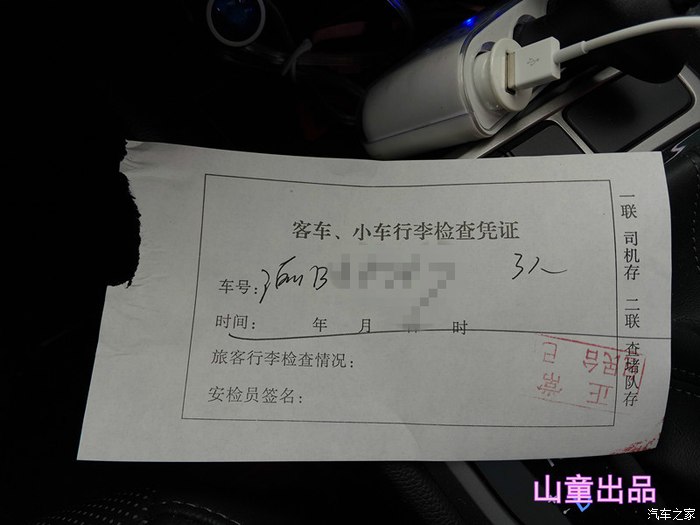 客车、小车行李检查凭证
车号: 3人
时间: 年 月 时
旅客行李检查情况:
安检员签名:
一联 司机存 二联 查堵队存
山童出品
汽车之家